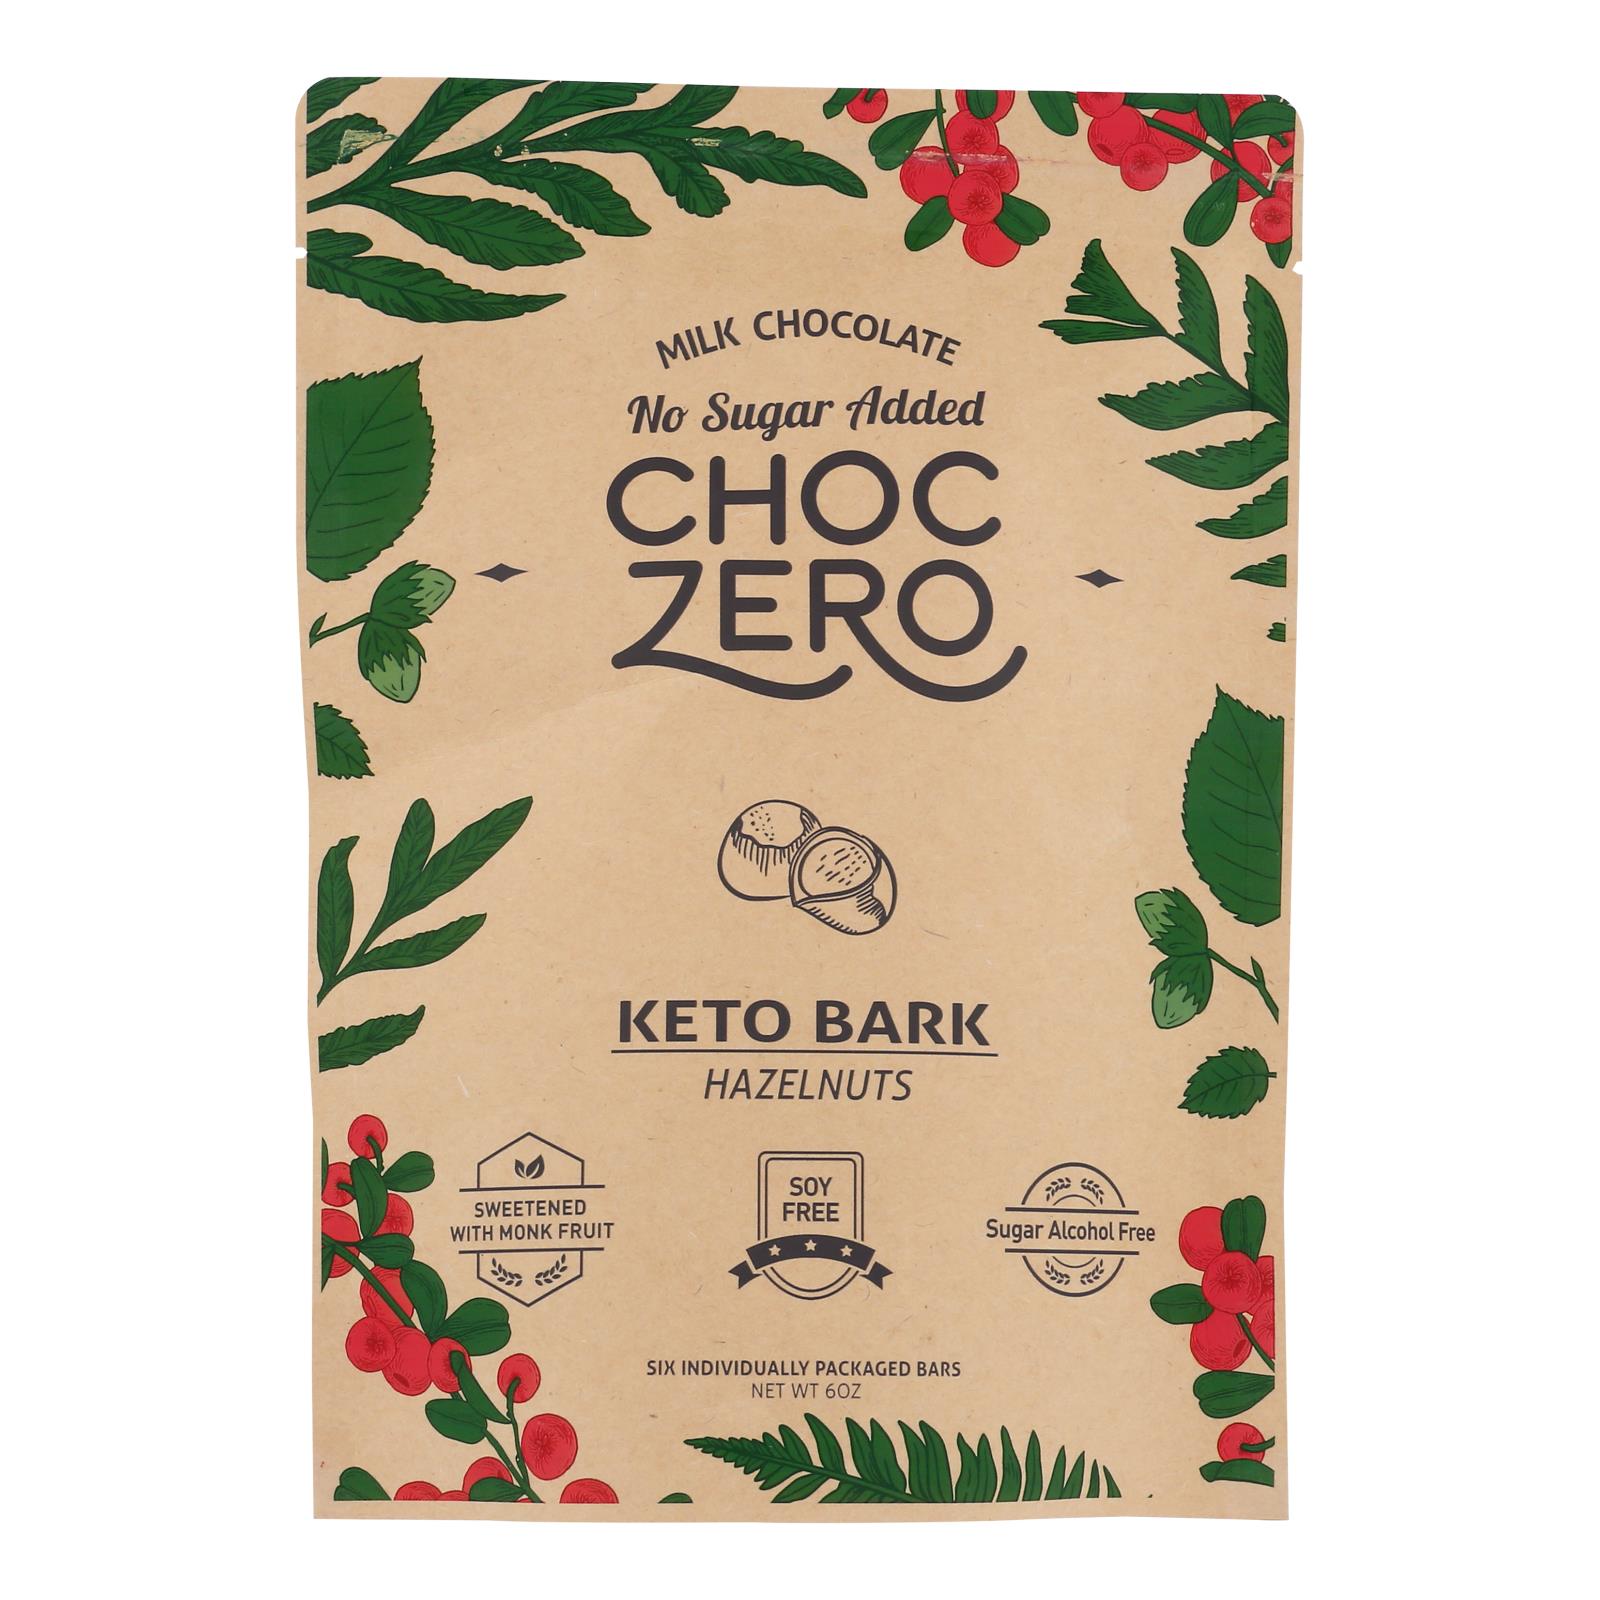 MILK CHOCOLATE
No Sugar Added
CHOC
ZERO
KETO BARK
HAZELNUTS
SWEETENED
WITH MONK FRUIT
SOY
FREE
Sugar Alcohol Free
SIX INDIVIDUALLY PACKAGED BARS
NET WT 6OZ